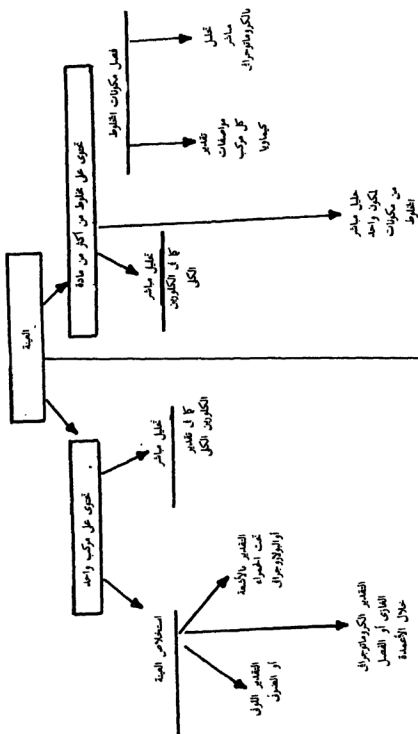 العينة
تحتوى على مخلوط من أكثر من مادة
فصل مكونات المخلوط
تحليل
مباشر
بالكروماتوجرافى
تقدير
مواصفات
كل مركب
كيماويا
تحليل مباشر
لمكون واحد
من مكونات
المخلوط
تحليل مباشر
كما فى الكلورين
الكلى
تحتوى على مركب واحد
تحليل مباشر
كما فى تقدير
الكلورين الكلى
استخلاص العينة
التقدير بالأشعة
تحت الحمراء
أو البولاروجرافى
التقدير الكروماتوجرافى
الغازى أو الفصل
خلال الأعمدة
التقدير اللونى
أو الضوئى